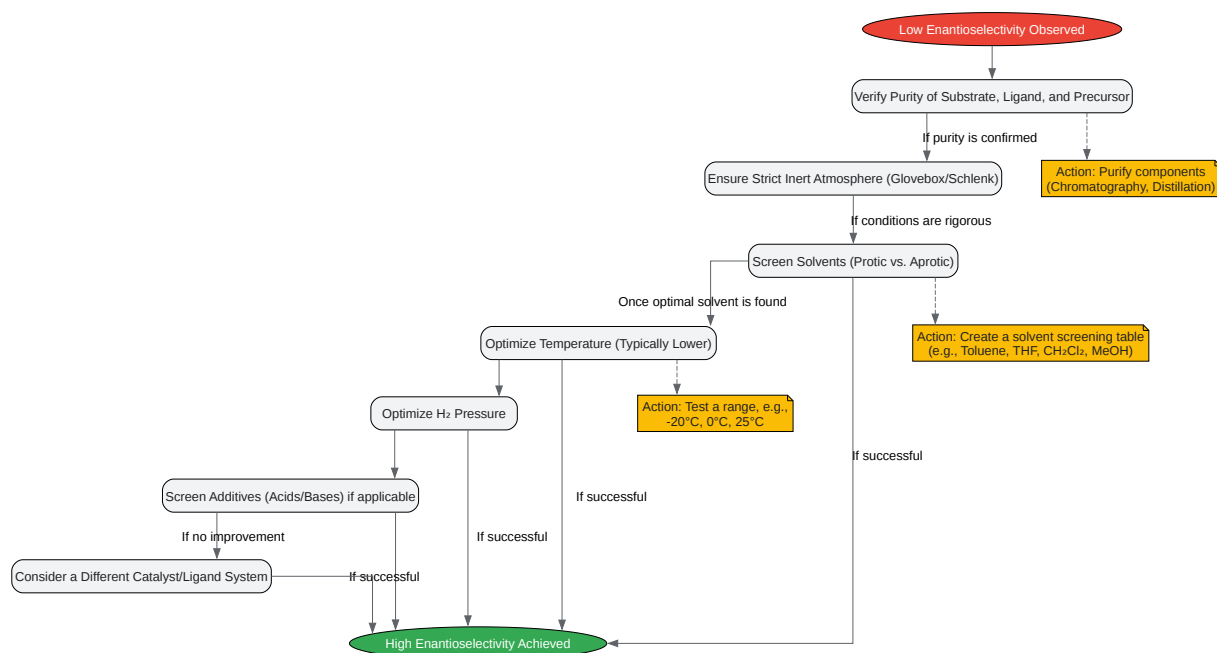 Low Enantioselectivity Observed
Verify Purity of Substrate, Ligand, and Precursor
If purity is confirmed
Action: Purify components
(Chromatography, Distillation)
Ensure Strict Inert Atmosphere (Glovebox/Schlenk)
If conditions are rigorous
Screen Solvents (Protic vs. Aprotic)
Once optimal solvent is found
Action: Create a solvent screening table
(e.g., Toluene, THF, CH₂Cl₂, MeOH)
Optimize Temperature (Typically Lower)
Action: Test a range, e.g.,
-20°C, 0°C, 25°C
Optimize H₂ Pressure
If successful
Screen Additives (Acids/Bases) if applicable
If successful
If no improvement
If successful
Consider a Different Catalyst/Ligand System
If successful
High Enantioselectivity Achieved